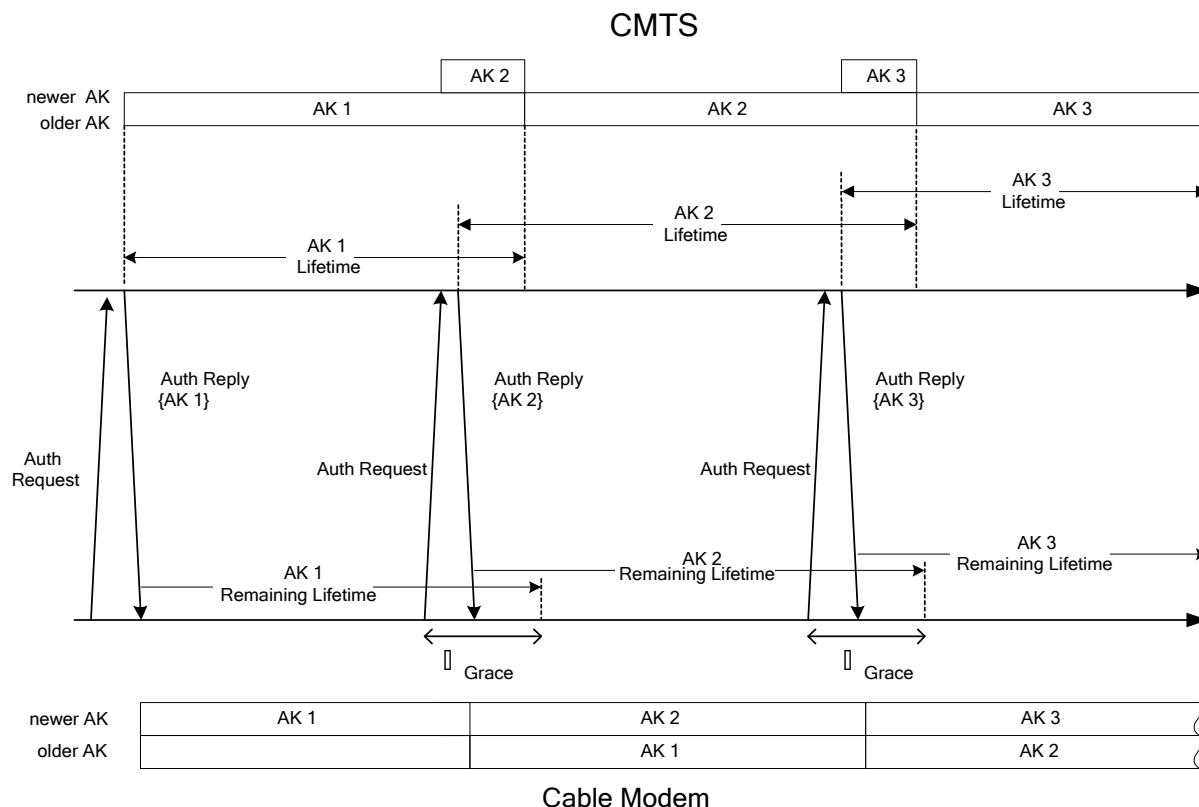 CMTS
AK 2
AK 3
newer AK
older AK
AK 1
AK 2
AK 3
AK 3
Lifetime
AK 2
Lifetime
AK 1
Lifetime
Auth Reply
{AK 1}
Auth Reply
{AK 2}
Auth Reply
{AK 3}
Auth
Request
Auth Request
Auth Request
AK 1
Remaining Lifetime
AK 2
Remaining Lifetime
AK 3
Remaining Lifetime
Grace
Grace
newer AK
AK 1
AK 2
AK 3
older AK
AK 1
AK 2
Cable Modem